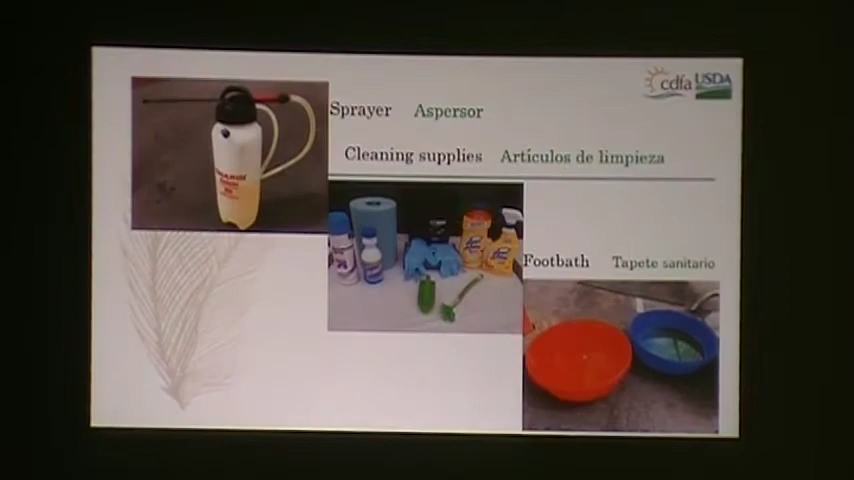 cdfa USDA
Sprayer Aspersor
Cleaning supplies Artículos de limpieza
Footbath Tapete sanitario